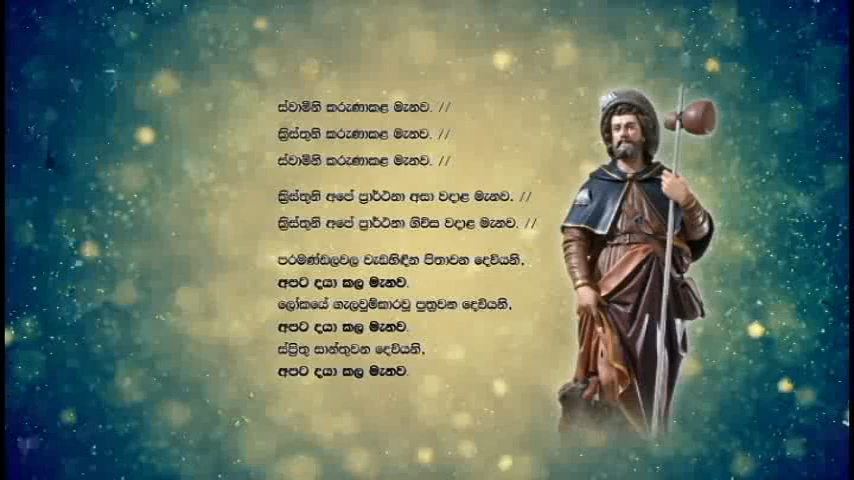 ස්වාමිනි කරුණාකළ මැනව. //
ක්‍රිස්තුනි කරුණාකළ මැනව. //
ස්වාමිනි කරුණාකළ මැනව. //
ක්‍රිස්තුනි අපේ ප්‍රාර්ථනා අසා වදාළ මැනව. //
ක්‍රිස්තුනි අපේ ප්‍රාර්ථනා ගිව්ස වදාළ මැනව. //
පරමණ්ඩලවල වැඩහිඳින පිතාවන දෙවියනි,
අපට දයා කල මැනව.
ලෝකයේ ගැලවුම්කාරවූ පුත්‍රවන දෙවියනි,
අපට දයා කල මැනව.
ස්ප්‍රීතු සාන්තුවන දෙවියනි,
අපට දයා කල මැනව.